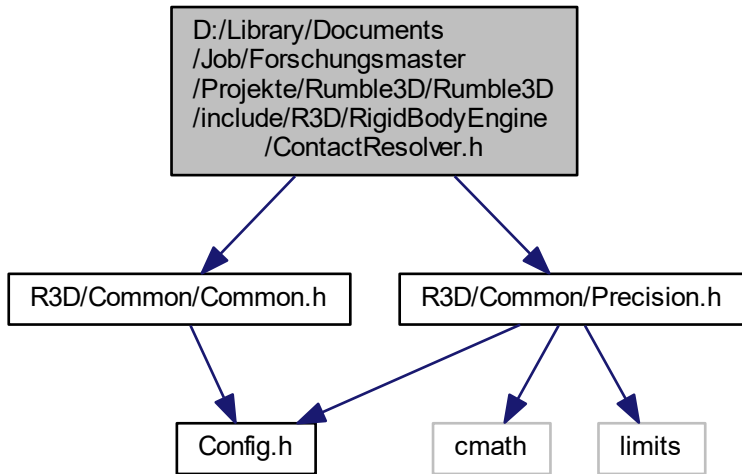 D:/Library/Documents
/Job/Forschungsmaster
/Projekte/Rumble3D/Rumble3D
/include/R3D/RigidBodyEngine
/ContactResolver.h
R3D/Common/Common.h
R3D/Common/Precision.h
Config.h
cmath
limits